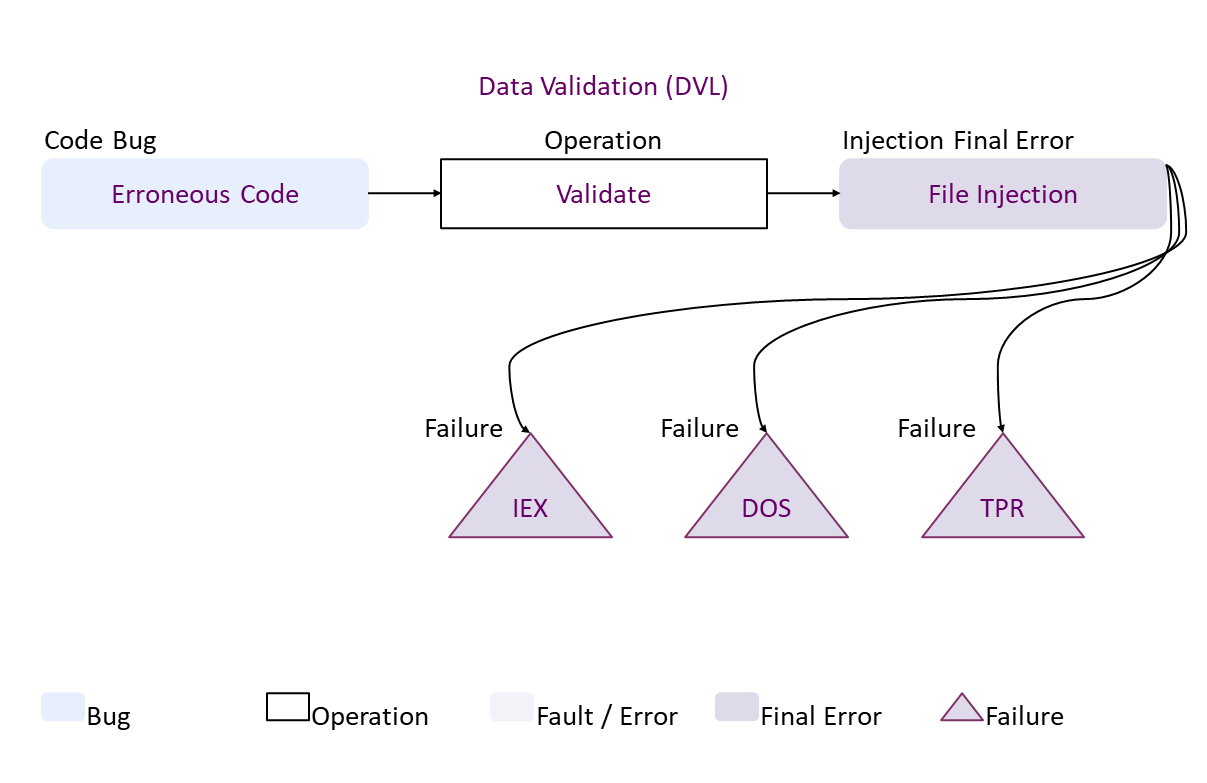 Data Validation (DVL)
Code Bug
Operation
Injection Final Error
Erroneous Code
Validate
File Injection
Failure
Failure
Failure
IEX
DOS
TPR
Bug
Operation
Fault / Error
Final Error
Failure